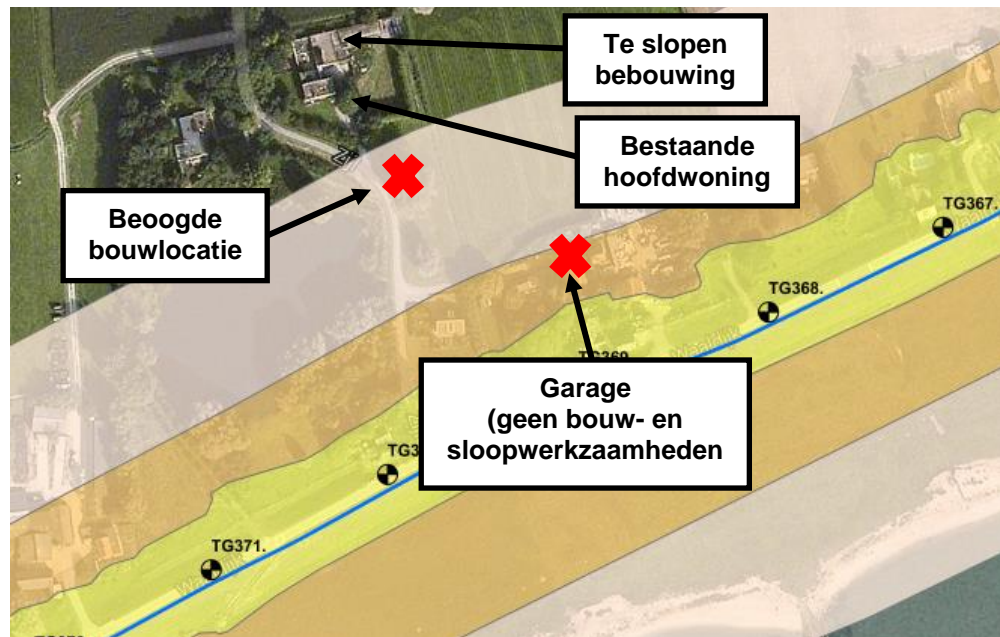 Te slopen
bebouwing
Bestaande
hoofdwoning
Beoogde
bouwlocatie
TG367.
TG368.
Garage
(geen bouw- en
sloopwerkzaamheden
TG371.